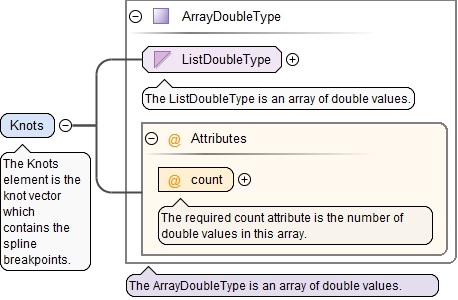 ArrayDoubleType
ListDoubleType
The ListDoubleType is an array of double values.
Knots
The Knots
element is the
knot vector
which
contains the
spline
breakpoints.
@ Attributes
@ count
The required count attribute is the number of
double values in this array.
The ArrayDoubleType is an array of double values.